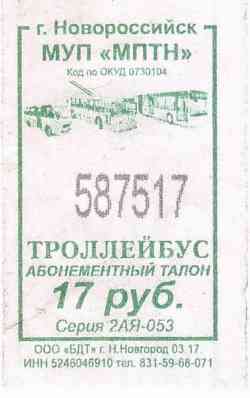 г. Новороссийск
МУП «МПТН»
Код по ОКУД 0730104
587517
ТРОЛЛЕЙБУС
АБОНЕМЕНТНЫЙ ТАЛОН
17 руб.
Серия 2АЯ-053
ООО «БДТ» г. Н.Новгород 03.17
ИНН 5246046910 тел. 831-59-66-071